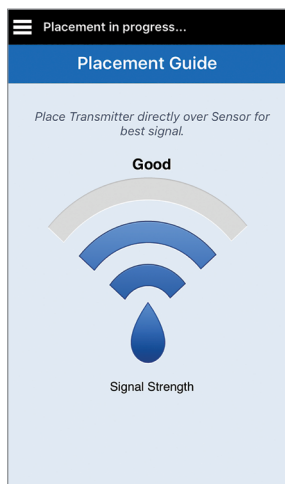 Placement in progress...
Placement Guide
Place Transmitter directly over Sensor for
best signal.
Good
Signal Strength